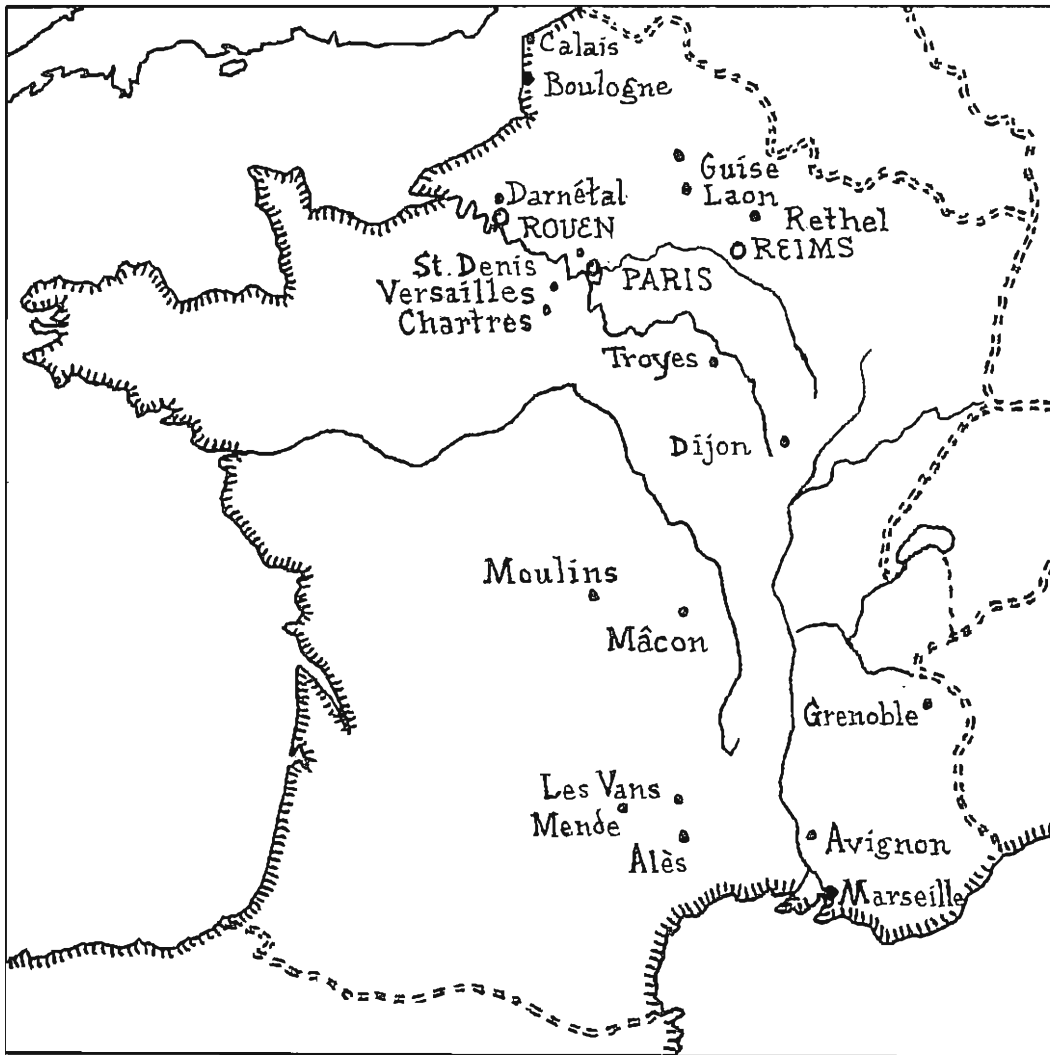 Calais
Boulogne
Guise
Laon
Darnétal
ROUEN
Rethel
REIMS
St. Denis
PARIS
Versailles
Chartres
Troyes
Dijon
Moulins
Mâcon
Grenoble
Les Vans
Mende
Alès
Avignon
Marseille